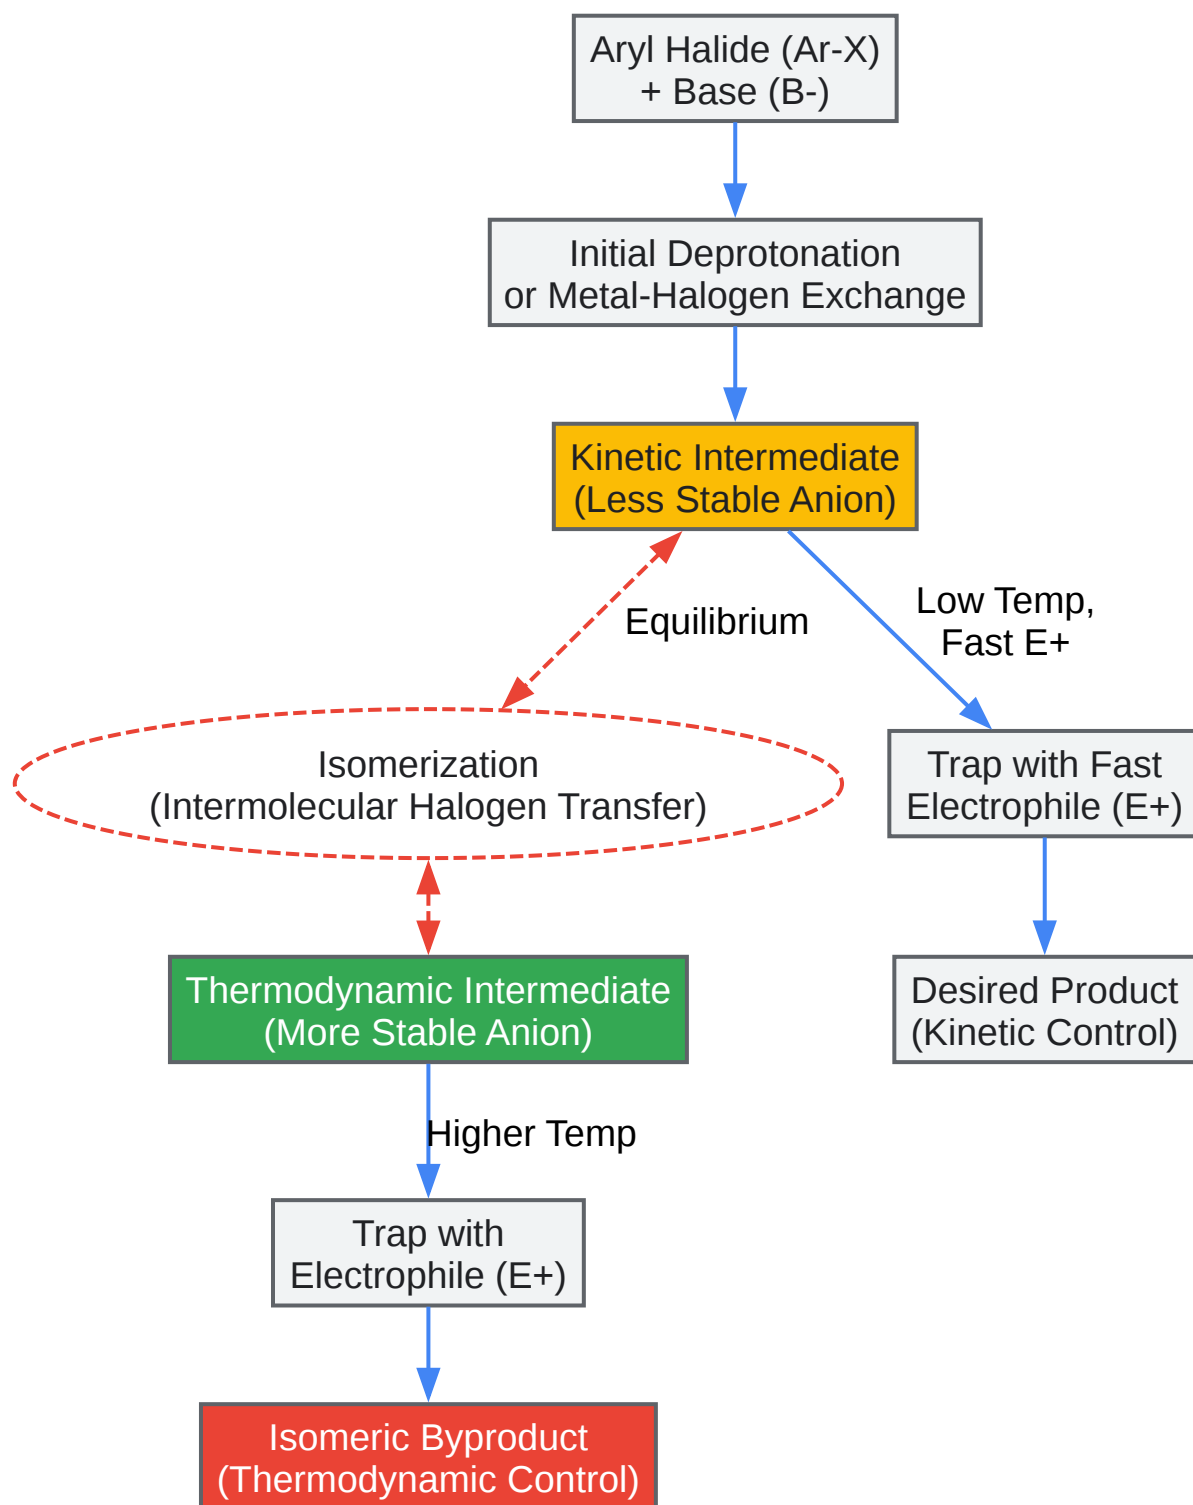 Aryl Halide (Ar-X)
+ Base (B-)
Initial Deprotonation
or Metal-Halogen Exchange
Kinetic Intermediate
(Less Stable Anion)
Equilibrium
Low Temp,
Fast E+
Isomerization
(Intermolecular Halogen Transfer)
Trap with Fast
Electrophile (E+)
Thermodynamic Intermediate
(More Stable Anion)
Desired Product
(Kinetic Control)
Higher Temp
Trap with
Electrophile (E+)
Isomeric Byproduct
(Thermodynamic Control)